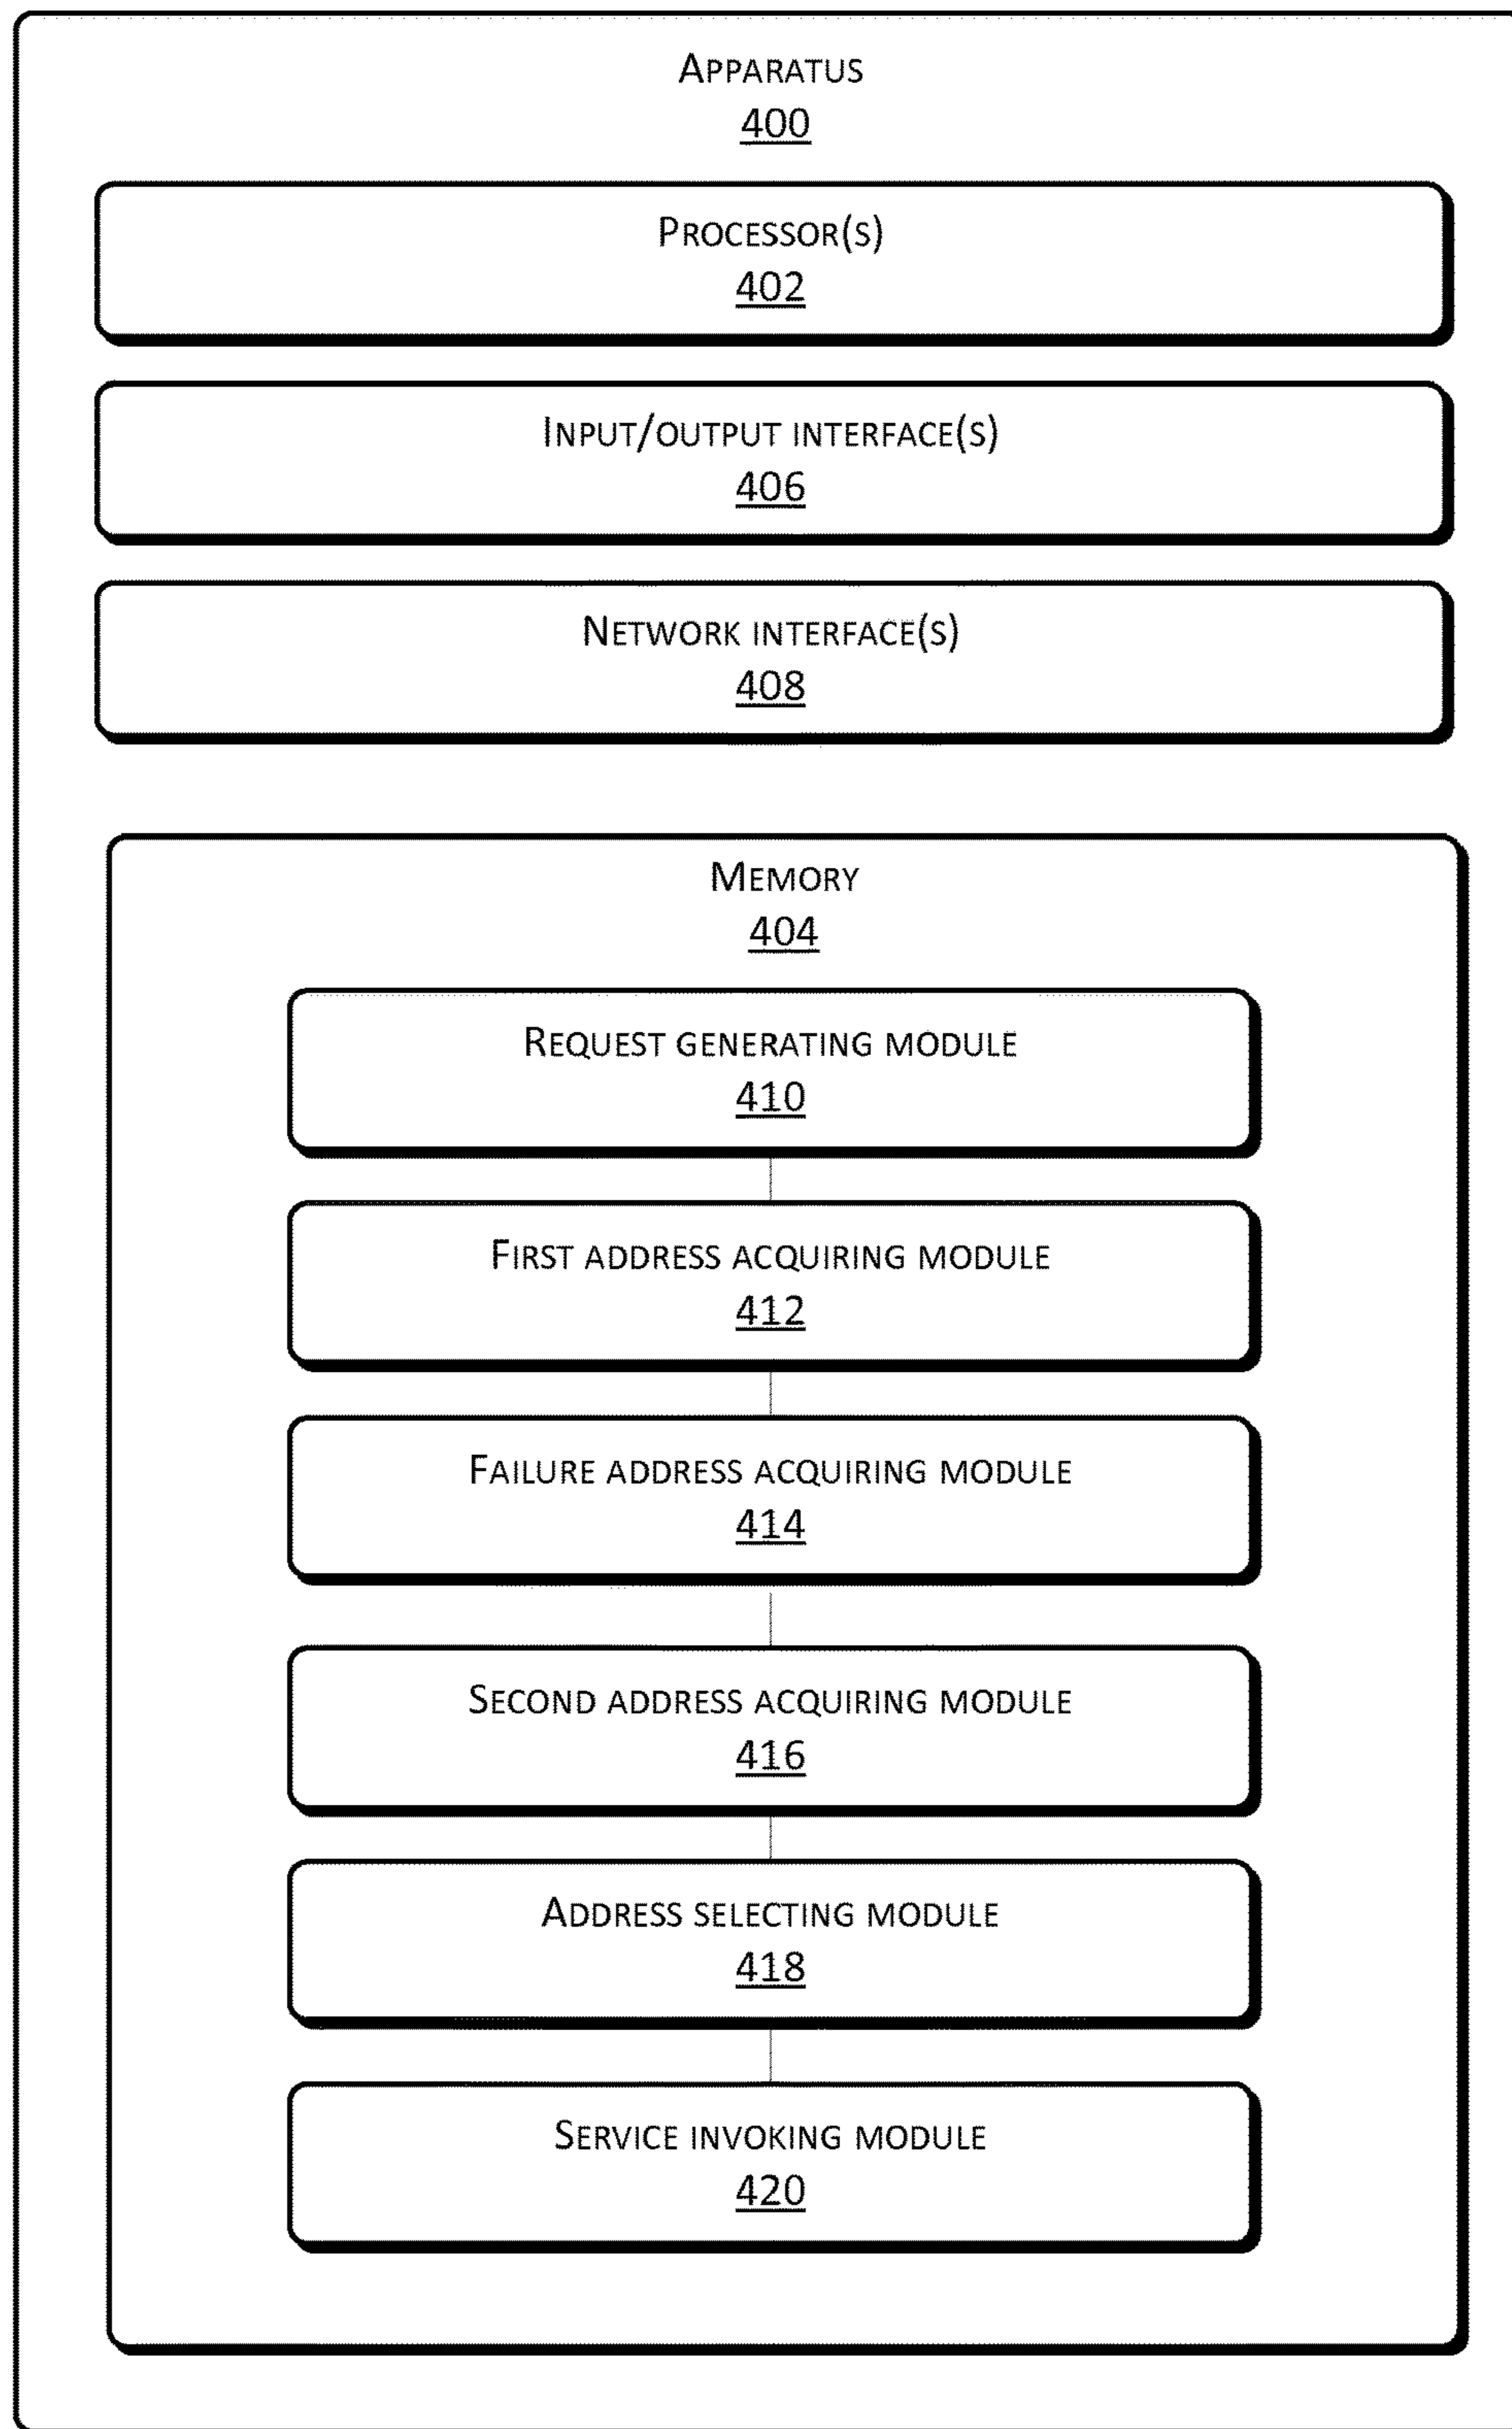 APPARATUS
400
PROCESSOR(S)
402
INPUT/OUTPUT INTERFACE(S)
406
NETWORK INTERFACE(S)
408
MEMORY
404
REQUEST GENERATING MODULE
410
FIRST ADDRESS ACQUIRING MODULE
412
FAILURE ADDRESS ACQUIRING MODULE
414
SECOND ADDRESS ACQUIRING MODULE
416
ADDRESS SELECTING MODULE
418
SERVICE INVOKING MODULE
420